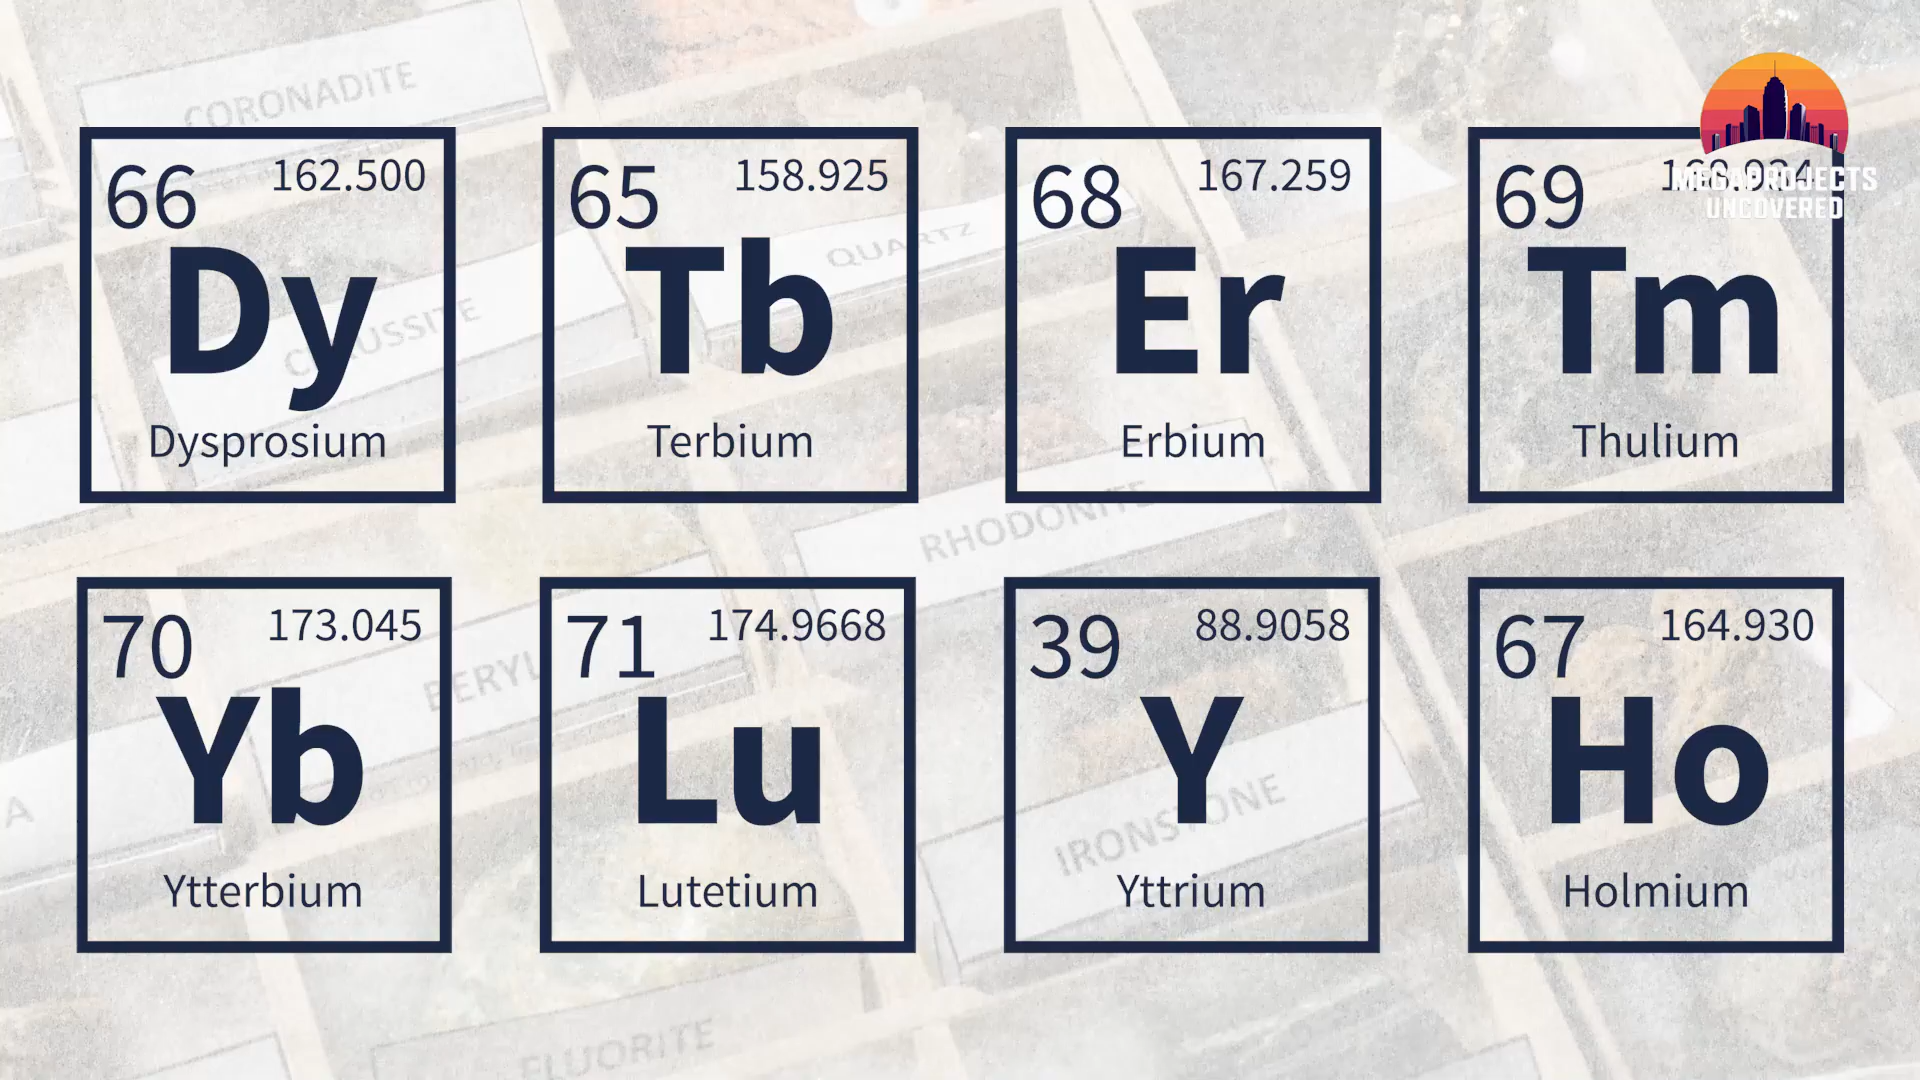 CORONADITE
66
162.500
Dy
Dysprosium
65
158.925
Tb
Terbium
68
167.259
Er
Erbium
69
Tm
Thulium
MEGAPROJECTS
UNCOVERED
QUARTZ
RHODONITE
70
173.045
Yb
Ytterbium
71
174.9668
Lu
Lutetium
39
88.9058
Y
Yttrium
67
164.930
Ho
Holmium
BERYL
IRONSTONE
A
FLUORITE